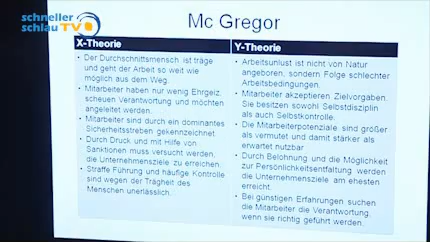 schneller
schlau TV
Mc Gregor
X-Theorie
Der Durchschnittsmensch ist träge
und geht der Arbeit so weit wie
möglich aus dem Weg.
Mitarbeiter haben nur wenig Ehrgeiz,
scheuen Verantwortung und möchten
angeleitet werden.
Mitarbeiter sind durch ein dominantes
Sicherheitsstreben gekennzeichnet.
Durch Druck und mit Hilfe von
Sanktionen muss versucht werden,
die Unternehmensziele zu erreichen.
Straffe Führung und häufige Kontrolle
sind wegen der Trägheit des
Menschen unerlässlich.
Y-Theorie
Arbeitsunlust ist nicht von Natur
angeboren, sondern Folge schlechter
Arbeitsbedingungen.
Mitarbeiter akzeptieren Zielvorgaben.
Sie besitzen sowohl Selbstdisziplin
als auch Selbstkontrolle.
Die Mitarbeiterpotenziale sind größer
als vermutet und damit stärker als
erwartet nutzbar
Durch Belohnung und die Möglichkeit
zur Persönlichkeitsentfaltung werden
die Unternehmensziele am ehesten
erreicht.
Bei günstigen Erfahrungen suchen
die Mitarbeiter die Verantwortung,
wenn sie richtig geführt werden.